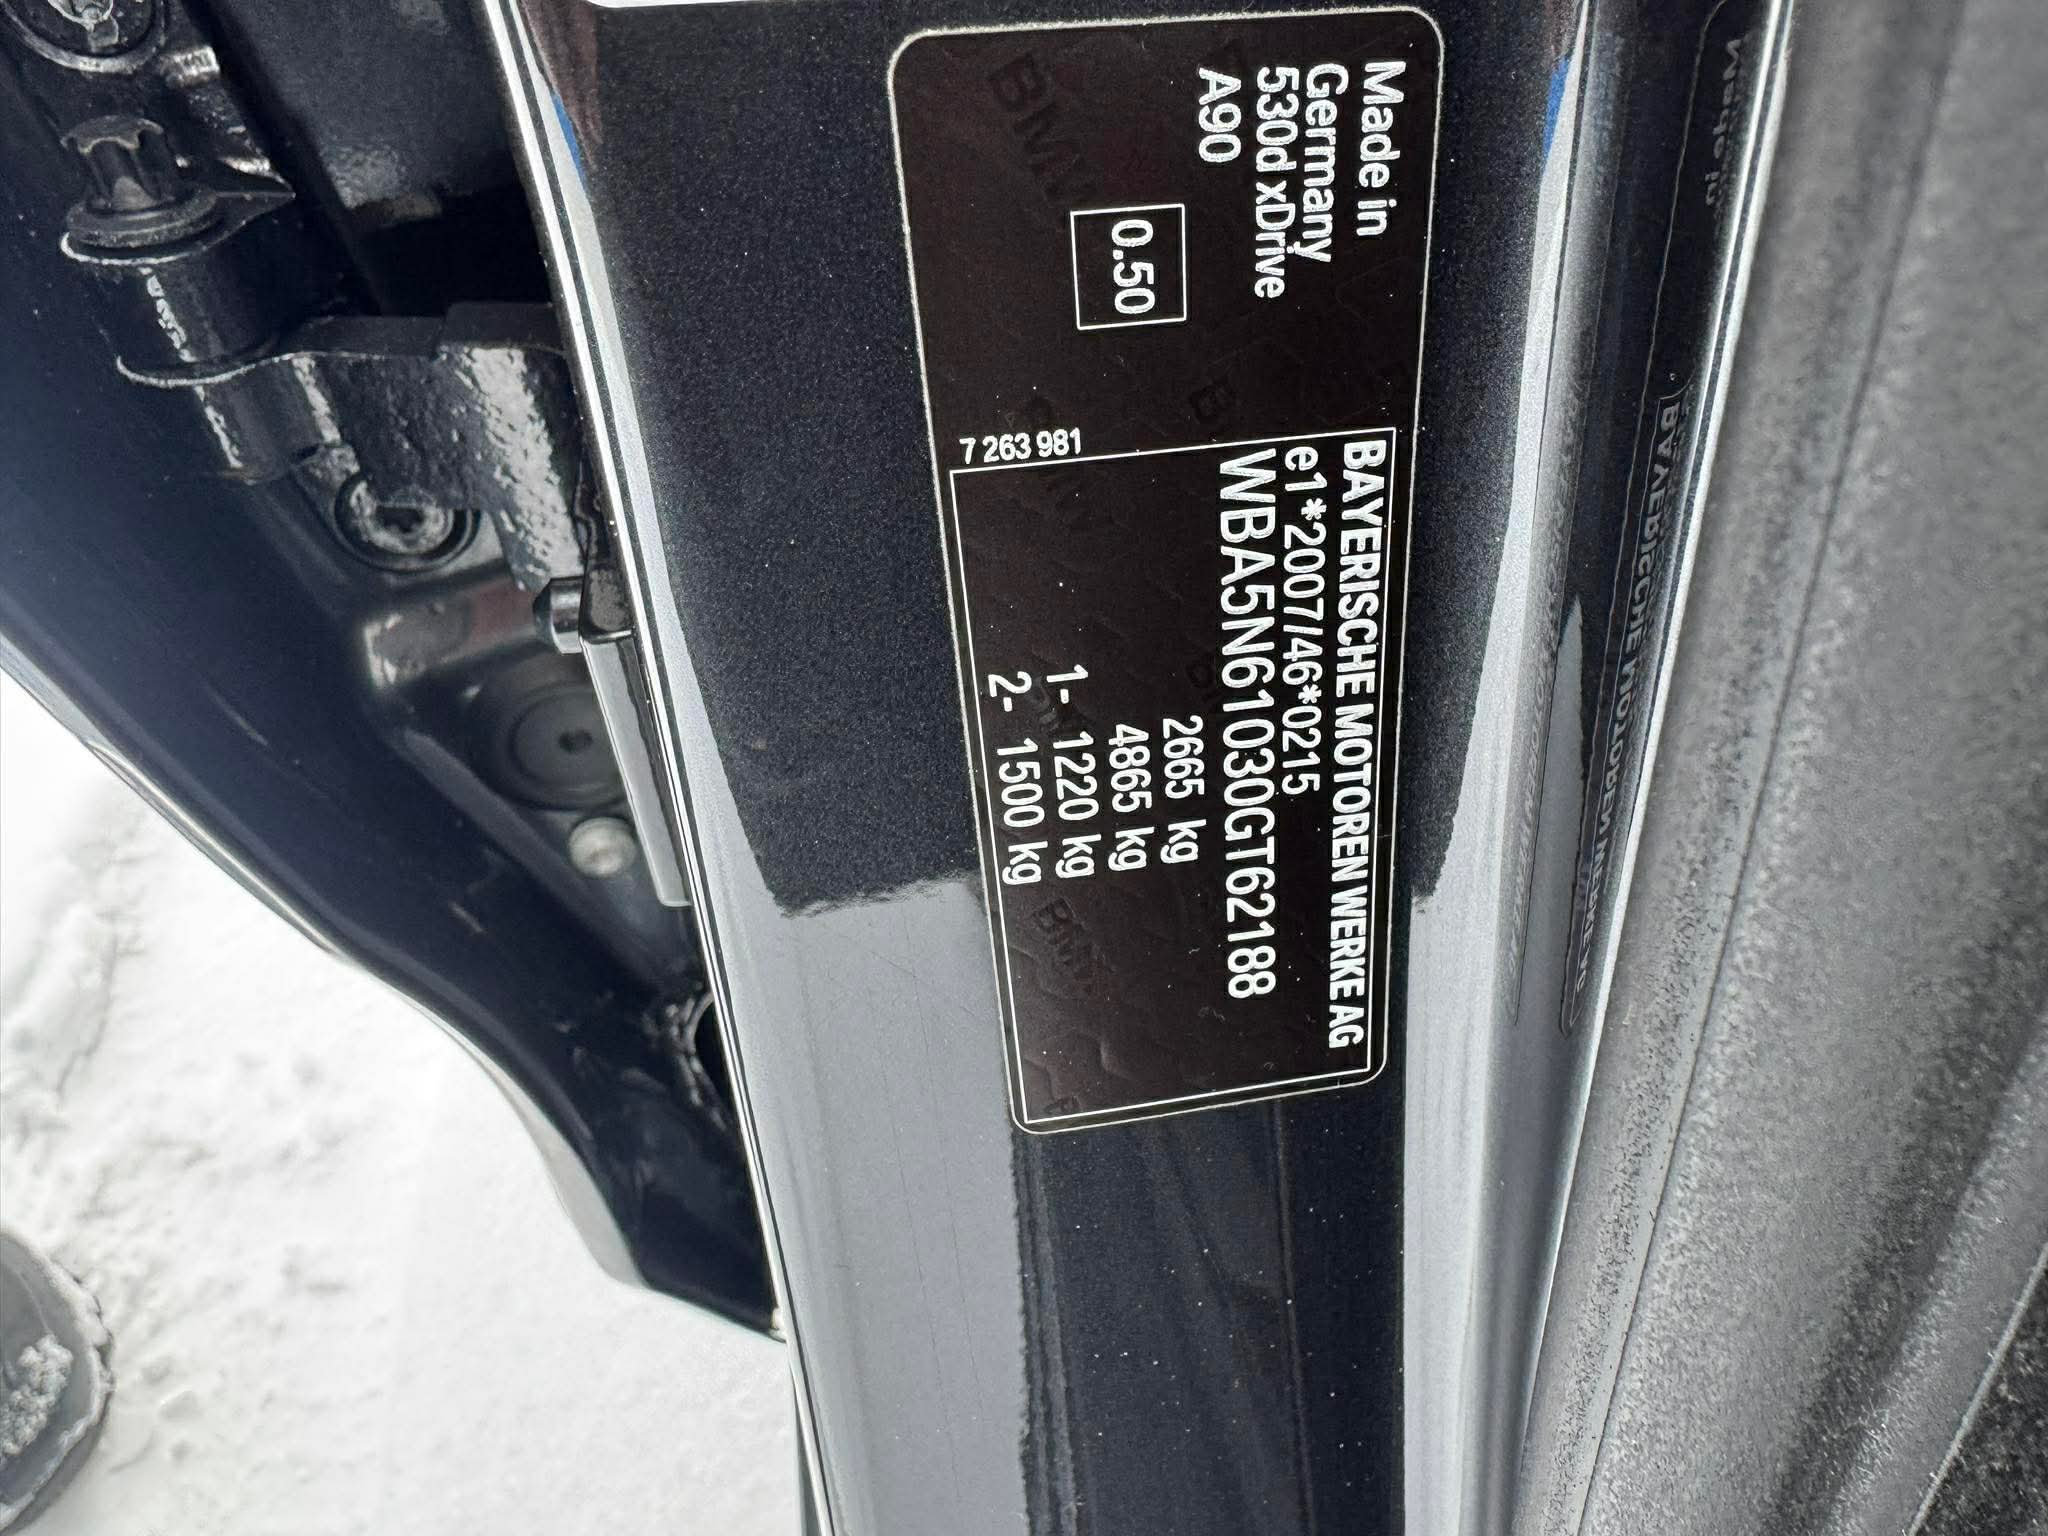 Made in
Germany
530d xDrive
A90
0.50
7 263 981
BAYERISCHE MOTOREN WERKE AG
e1*2007/46*0215
WBA5N61030GT62188
2665 kg
4865 kg
1- 1220 kg
2- 1500 kg